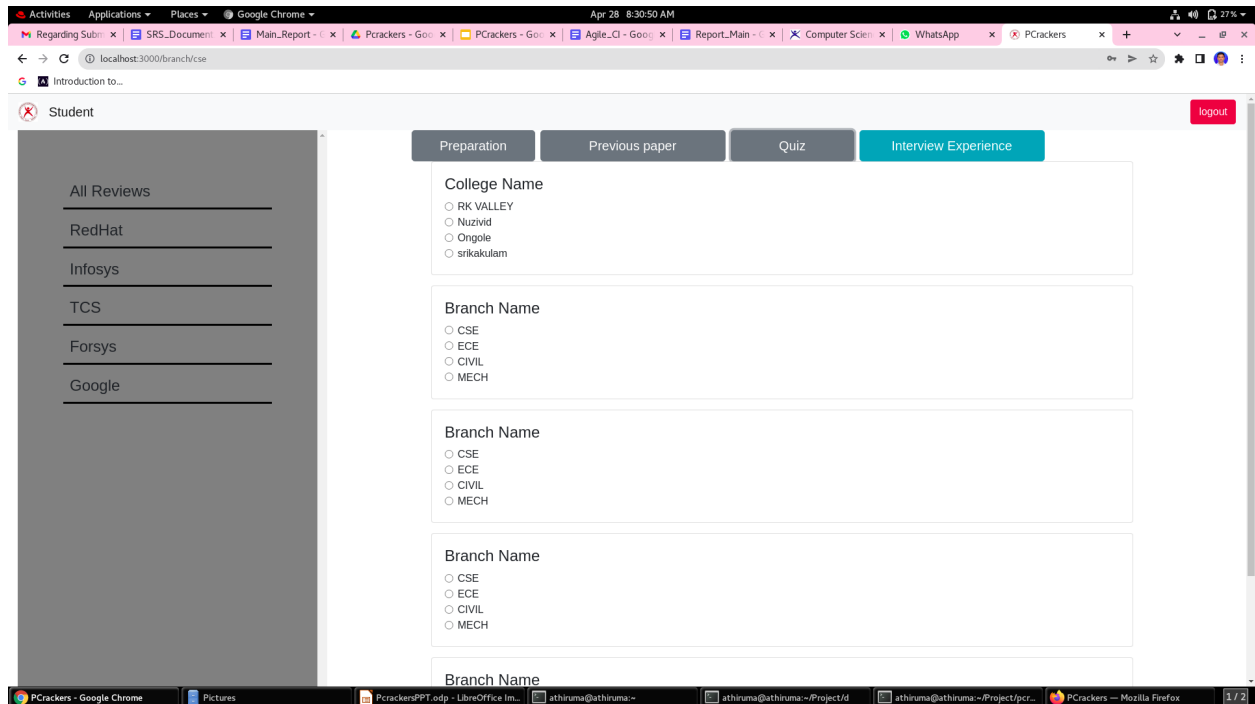 Activities Applications Places Google Chrome Apr 28 8:30:50 AM 27%
Regarding Subm SRS_Document Main_Report - Pcrackers - Goo PCrackers - Goo Agile_CI - Goog Report_Main - Computer Scien WhatsApp PCrackers
localhost:3000/branch/cse
Introduction to...
Student logout
Preparation Previous paper Quiz Interview Experience
All Reviews
RedHat
Infosys
TCS
Forsys
Google
College Name
RK VALLEY
Nuzivid
Ongole
srikakulam
Branch Name
CSE
ECE
CIVIL
MECH
Branch Name
CSE
ECE
CIVIL
MECH
Branch Name
CSE
ECE
CIVIL
MECH
Branch Name
PCrackers - Google Chrome Pictures PcrackersPPT.odp - LibreOffice Im... athiruma@athiruma:~ athiruma@athiruma:~/Project/d athiruma@athiruma:~/Project/pcr... PCrackers — Mozilla Firefox 1 / 2